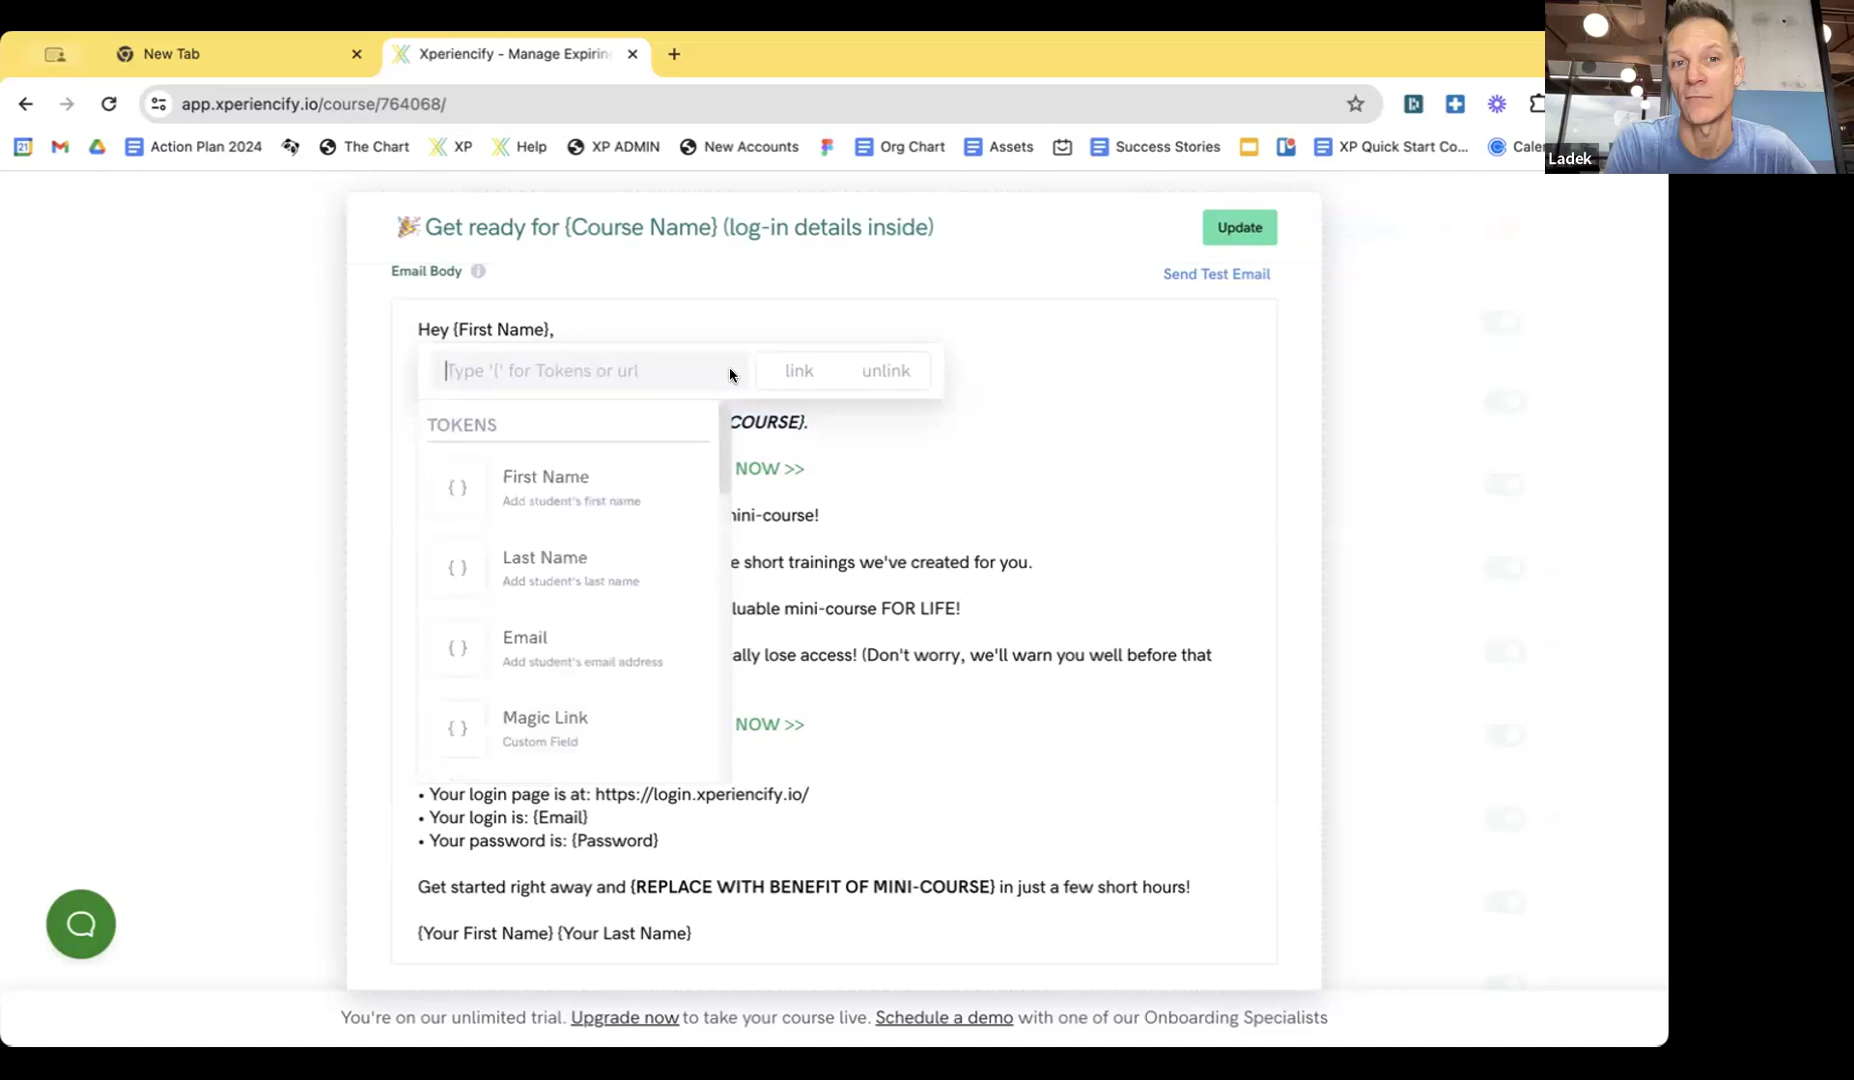 New Tab
Xperiencify - Manage Expirin
app.xperiencify.io/course/764068/
21 Action Plan 2024 The Chart XP Help XP ADMIN New Accounts Org Chart Assets Success Stories XP Quick Start Co... Caler
Ladek
Get ready for {Course Name} (log-in details inside)
Update
Email Body
Send Test Email
Hey {First Name},
Type '{' for Tokens or url
link unlink
TOKENS
COURSE}.
First Name
Add student's first name
NOW >>
nini-course!
Last Name
Add student's last name
e short trainings we've created for you.
luable mini-course FOR LIFE!
Email
Add student's email address
ally lose access! (Don't worry, we'll warn you well before that
Magic Link
Custom Field
NOW >>
• Your login page is at: https://login.xperiencify.io/
• Your login is: {Email}
• Your password is: {Password}
Get started right away and {REPLACE WITH BENEFIT OF MINI-COURSE} in just a few short hours!
{Your First Name} {Your Last Name}
You're on our unlimited trial. Upgrade now to take your course live. Schedule a demo with one of our Onboarding Specialists